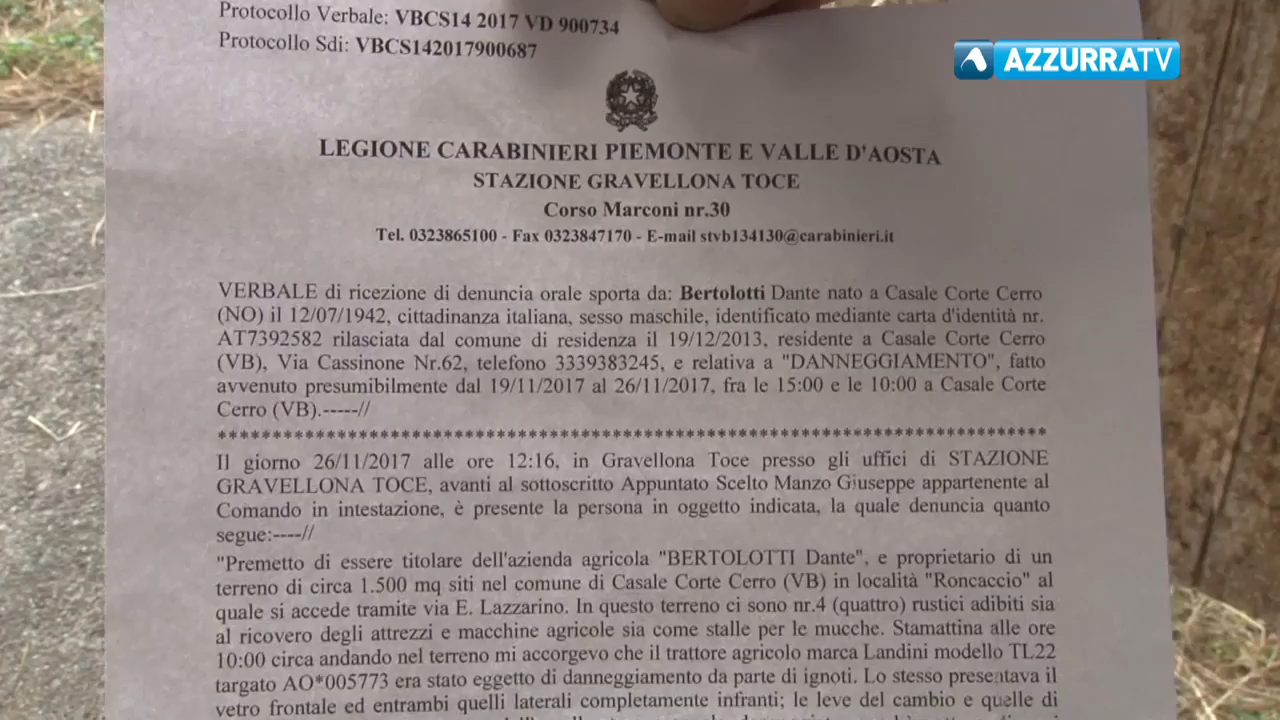 Protocollo Verbale: VBCS14 2017 VD 900734
Protocollo Sdi: VBCS142017900687
AZZURRATV
LEGIONE CARABINIERI PIEMONTE E VALLE D'AOSTA
STAZIONE GRAVELLONA TOCE
Corso Marconi nr.30
Tel. 0323865100 - Fax 0323847170 - E-mail stvb134130@carabinieri.it
VERBALE di ricezione di denuncia orale sporta da: Bertolotti Dante nato a Casale Corte Cerro
(NO) il 12/07/1942, cittadinanza italiana, sesso maschile, identificato mediante carta d'identità nr.
AT7392582 rilasciata dal comune di residenza il 19/12/2013, residente a Casale Corte Cerro
(VB), Via Cassinone Nr.62, telefono 3339383245, e relativa a "DANNEGGIAMENTO", fatto
avvenuto presumibilmente dal 19/11/2017 al 26/11/2017, fra le 15:00 e le 10:00 a Casale Corte
Cerro (VB).-----//
Il giorno 26/11/2017 alle ore 12:16, in Gravellona Toce presso gli uffici di STAZIONE
GRAVELLONA TOCE, avanti al sottoscritto Appuntato Scelto Manzo Giuseppe appartenente al
Comando in intestazione, è presente la persona in oggetto indicata, la quale denuncia quanto
segue:----//
"Premetto di essere titolare dell'azienda agricola "BERTOLOTTI Dante", e proprietario di un
terreno di circa 1.500 mq siti nel comune di Casale Corte Cerro (VB) in località "Roncaccio" al
quale si accede tramite via E. Lazzarino. In questo terreno ci sono nr.4 (quattro) rustici adibiti sia
al ricovero degli attrezzi e macchine agricole sia come stalle per le mucche. Stamattina alle ore
10:00 circa andando nel terreno mi accorgevo che il trattore agricolo marca Landini modello TL22
targato AO*005773 era stato eggetto di danneggiamento da parte di ignoti. Lo stesso presentava il
vetro frontale ed entrambi quelli laterali completamente infranti; le leve del cambio e quelle di